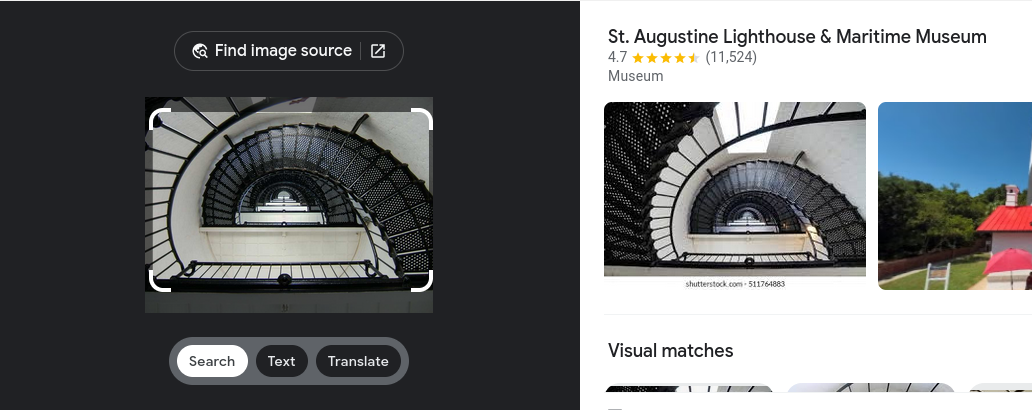 Find image source
Search
Text
Translate
St. Augustine Lighthouse & Maritime Museum
4.7 (11,524)
Museum
shutterstock.com • 511764883
Visual matches